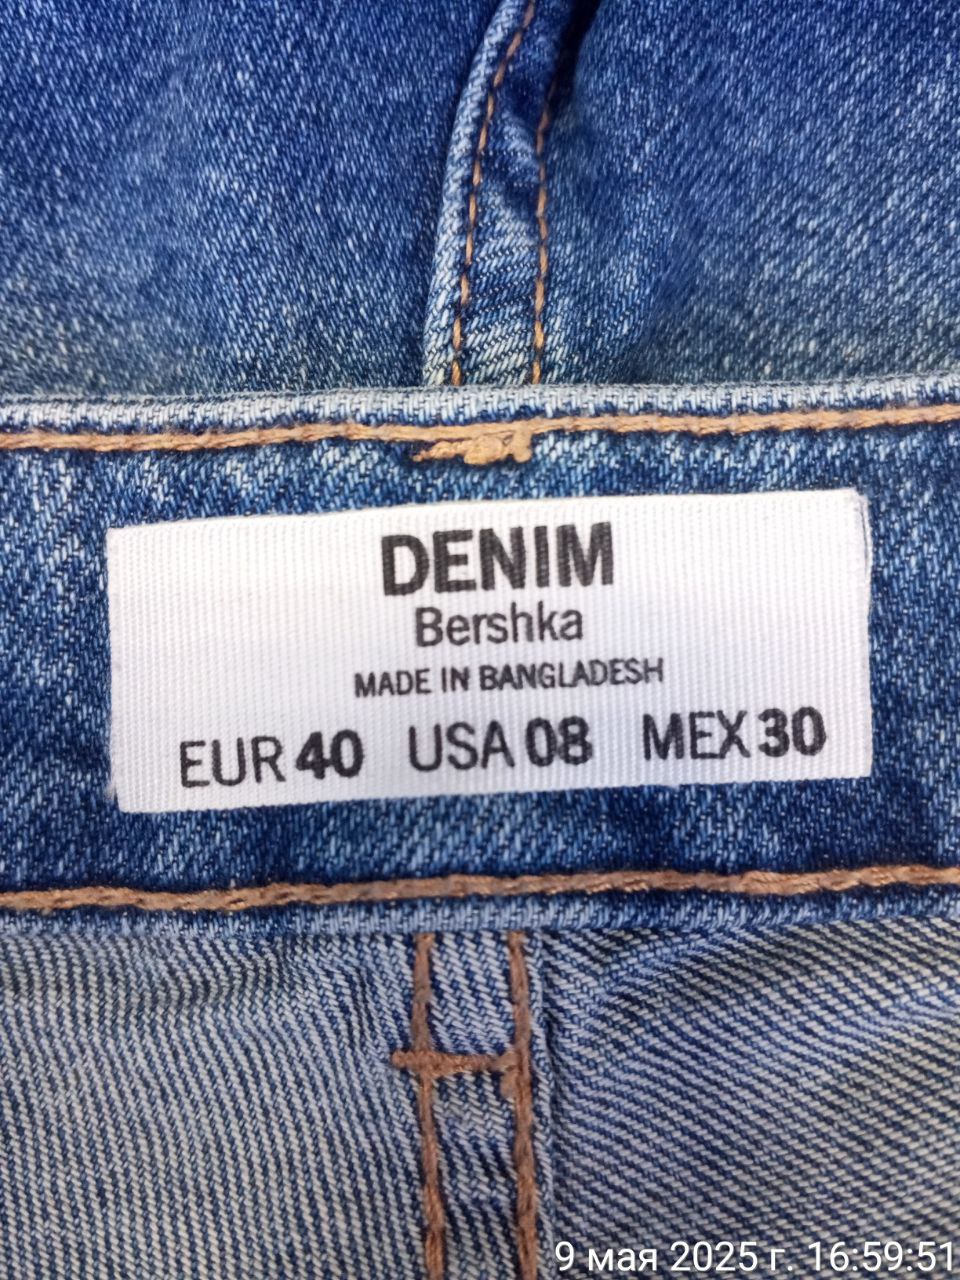 DENIM
Bershka
MADE IN BANGLADESH
EUR 40 USA 08 MEX 30
9 мая 2025 г. 16:59:51